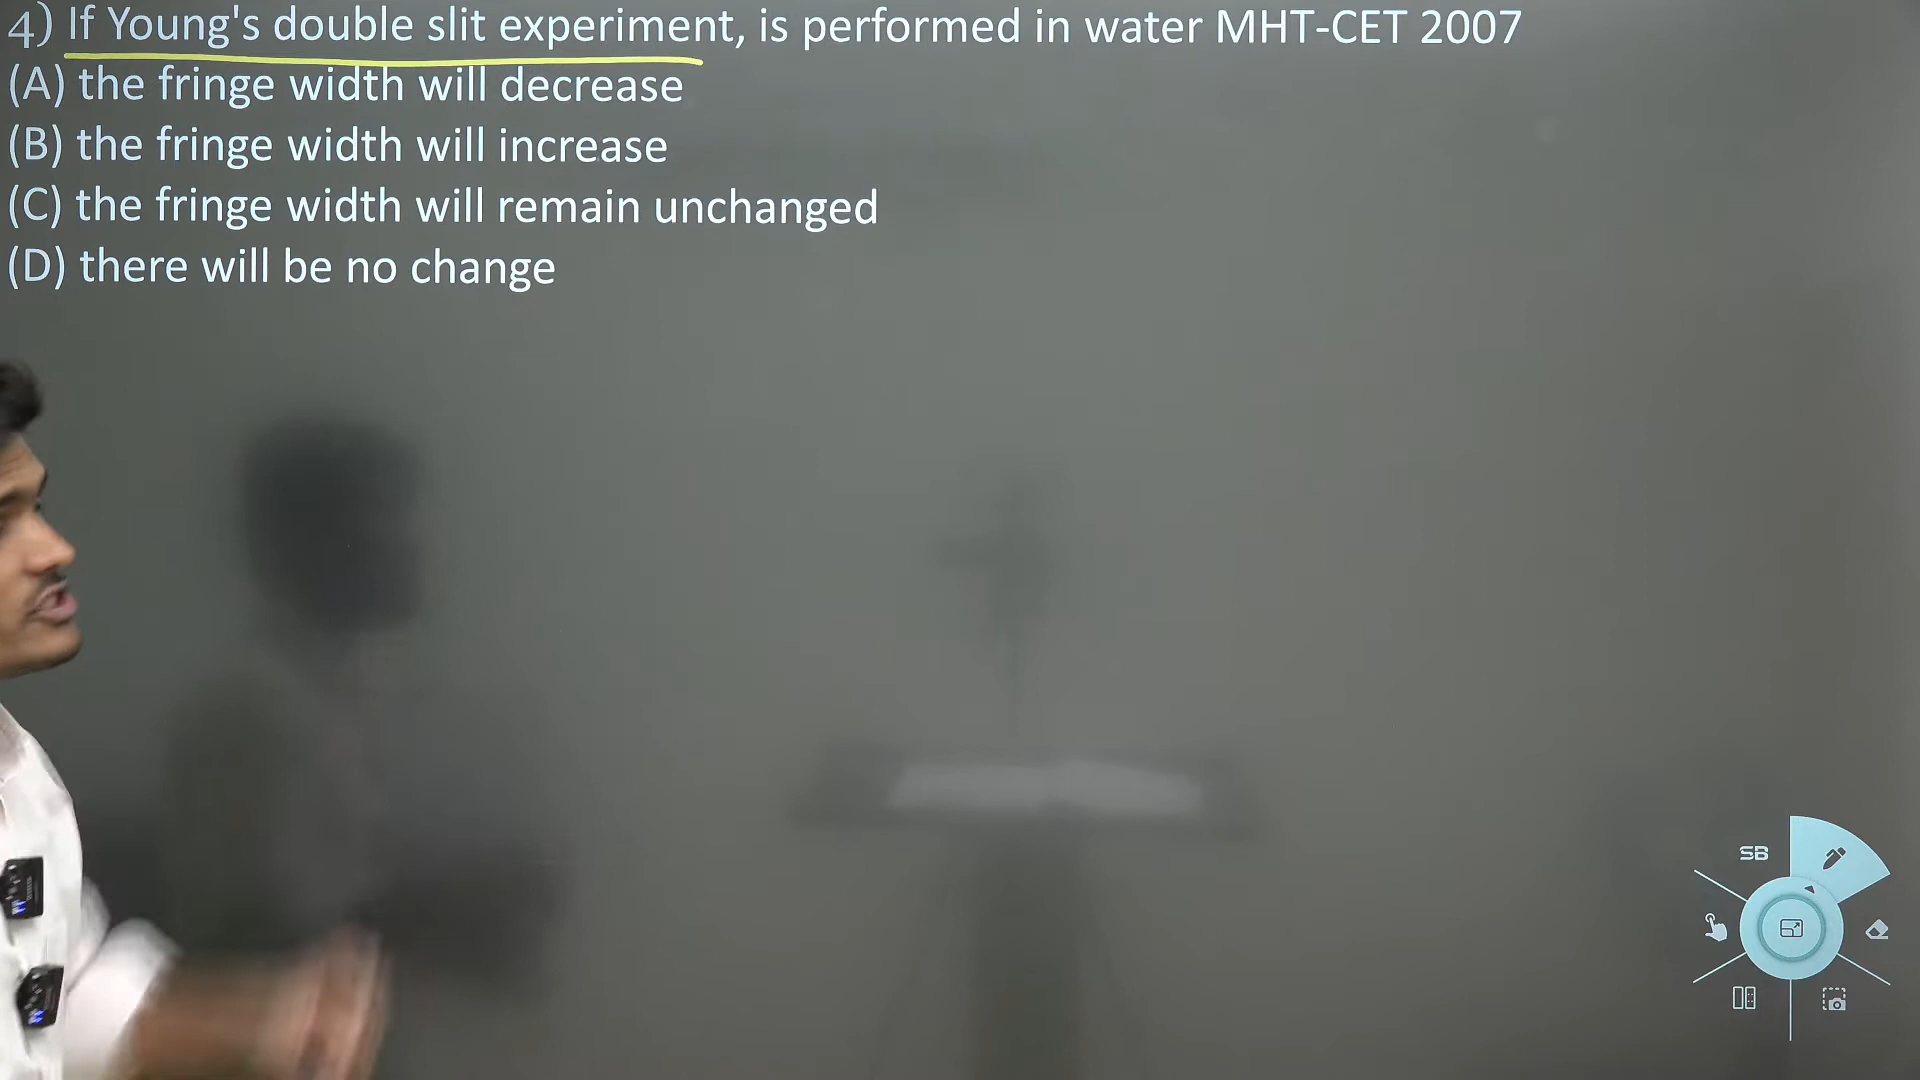 4) If Young's double slit experiment, is performed in water MHT-CET 2007
(A) the fringe width will decrease
(B) the fringe width will increase
(C) the fringe width will remain unchanged
(D) there will be no change
SB